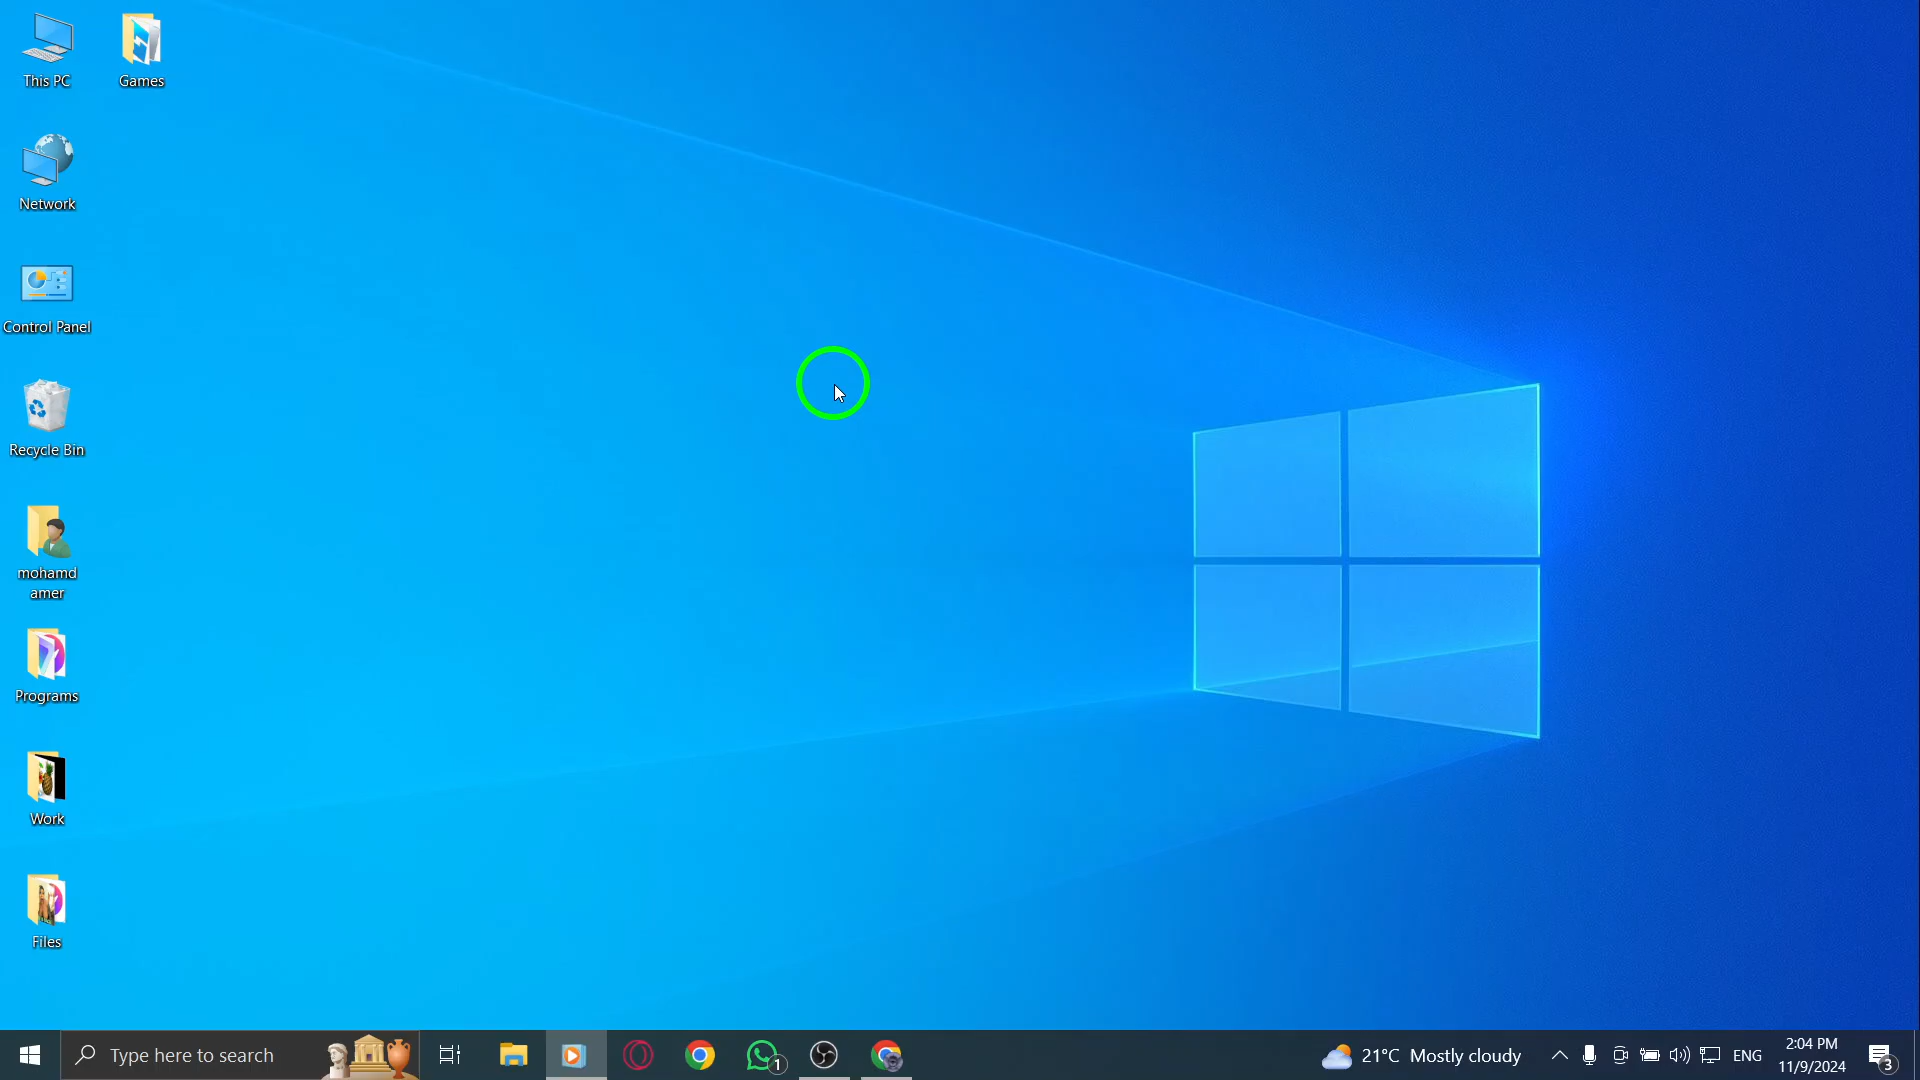 This PC
Games
Network
Control Panel
Recycle Bin
mohamd
amer
Programs
Work
Files
Type here to search
1
21°C Mostly cloudy
ENG
2:04 PM
11/9/2024
3